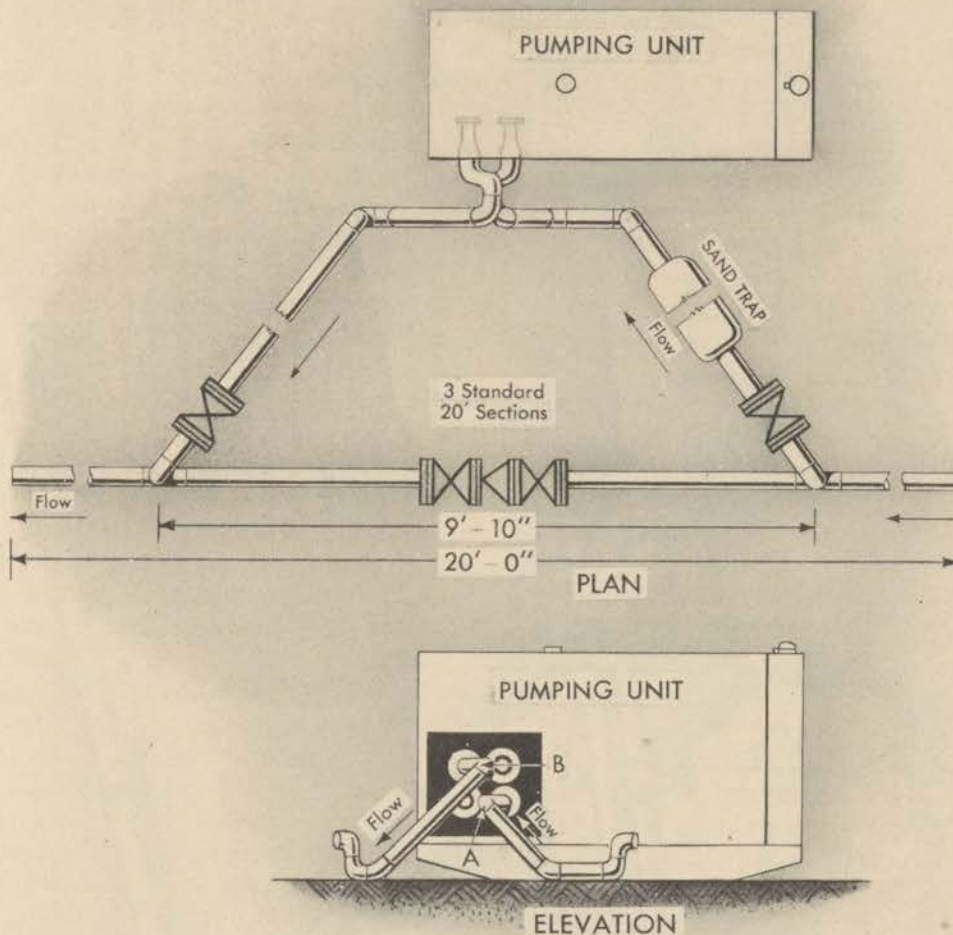 PUMPING UNIT
SAND TRAP
Flow
3 Standard
20' Sections
Flow
9' – 10"
20' – 0"
PLAN
PUMPING UNIT
B
Flow
Flow
A
ELEVATION